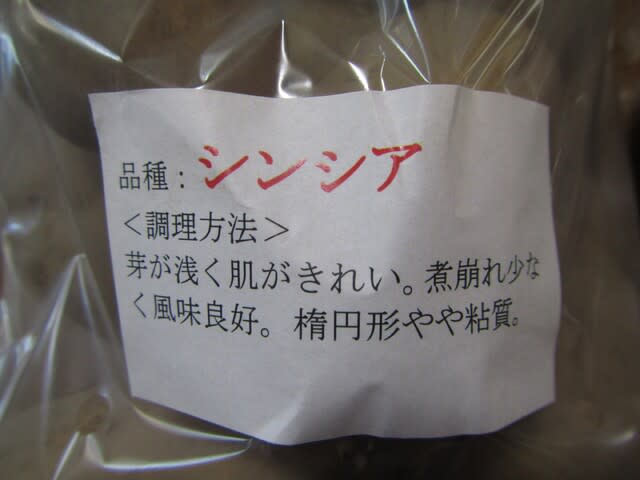 品種：シンシア
＜調理方法＞
芽が浅く肌がきれい。煮崩れ少な
く風味良好。楕円形やや粘質。